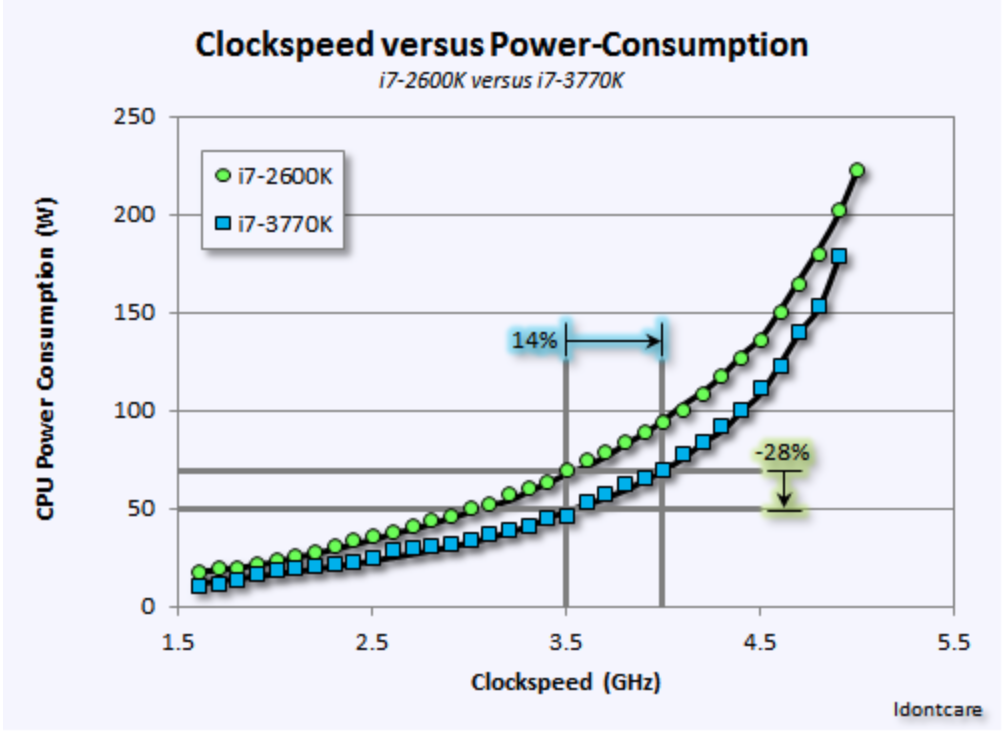 Clockspeed versus Power-Consumption
i7-2600K versus i7-3770K
CPU Power Consumption (W)
250
200
150
100
50
0
i7-2600K
i7-3770K
14%
-28%
1.5 2.5 3.5 4.5 5.5
Clockspeed (GHz)
Idontcare